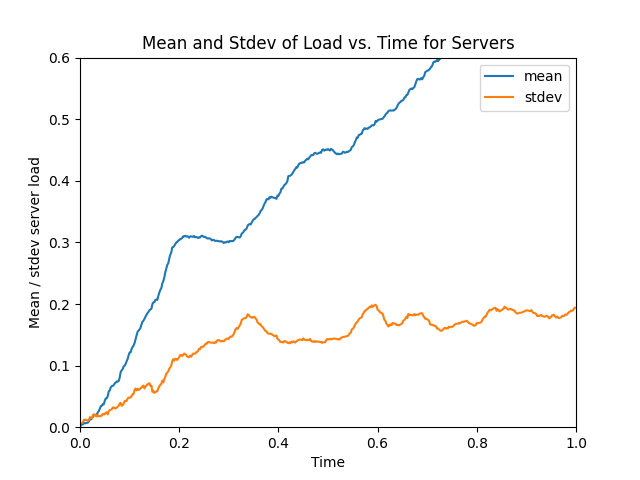 Mean and Stdev of Load vs. Time for Servers
mean
stdev
Mean / stdev server load
0.6
0.5
0.4
0.3
0.2
0.1
0.0
0.0 0.2 0.4 0.6 0.8 1.0
Time